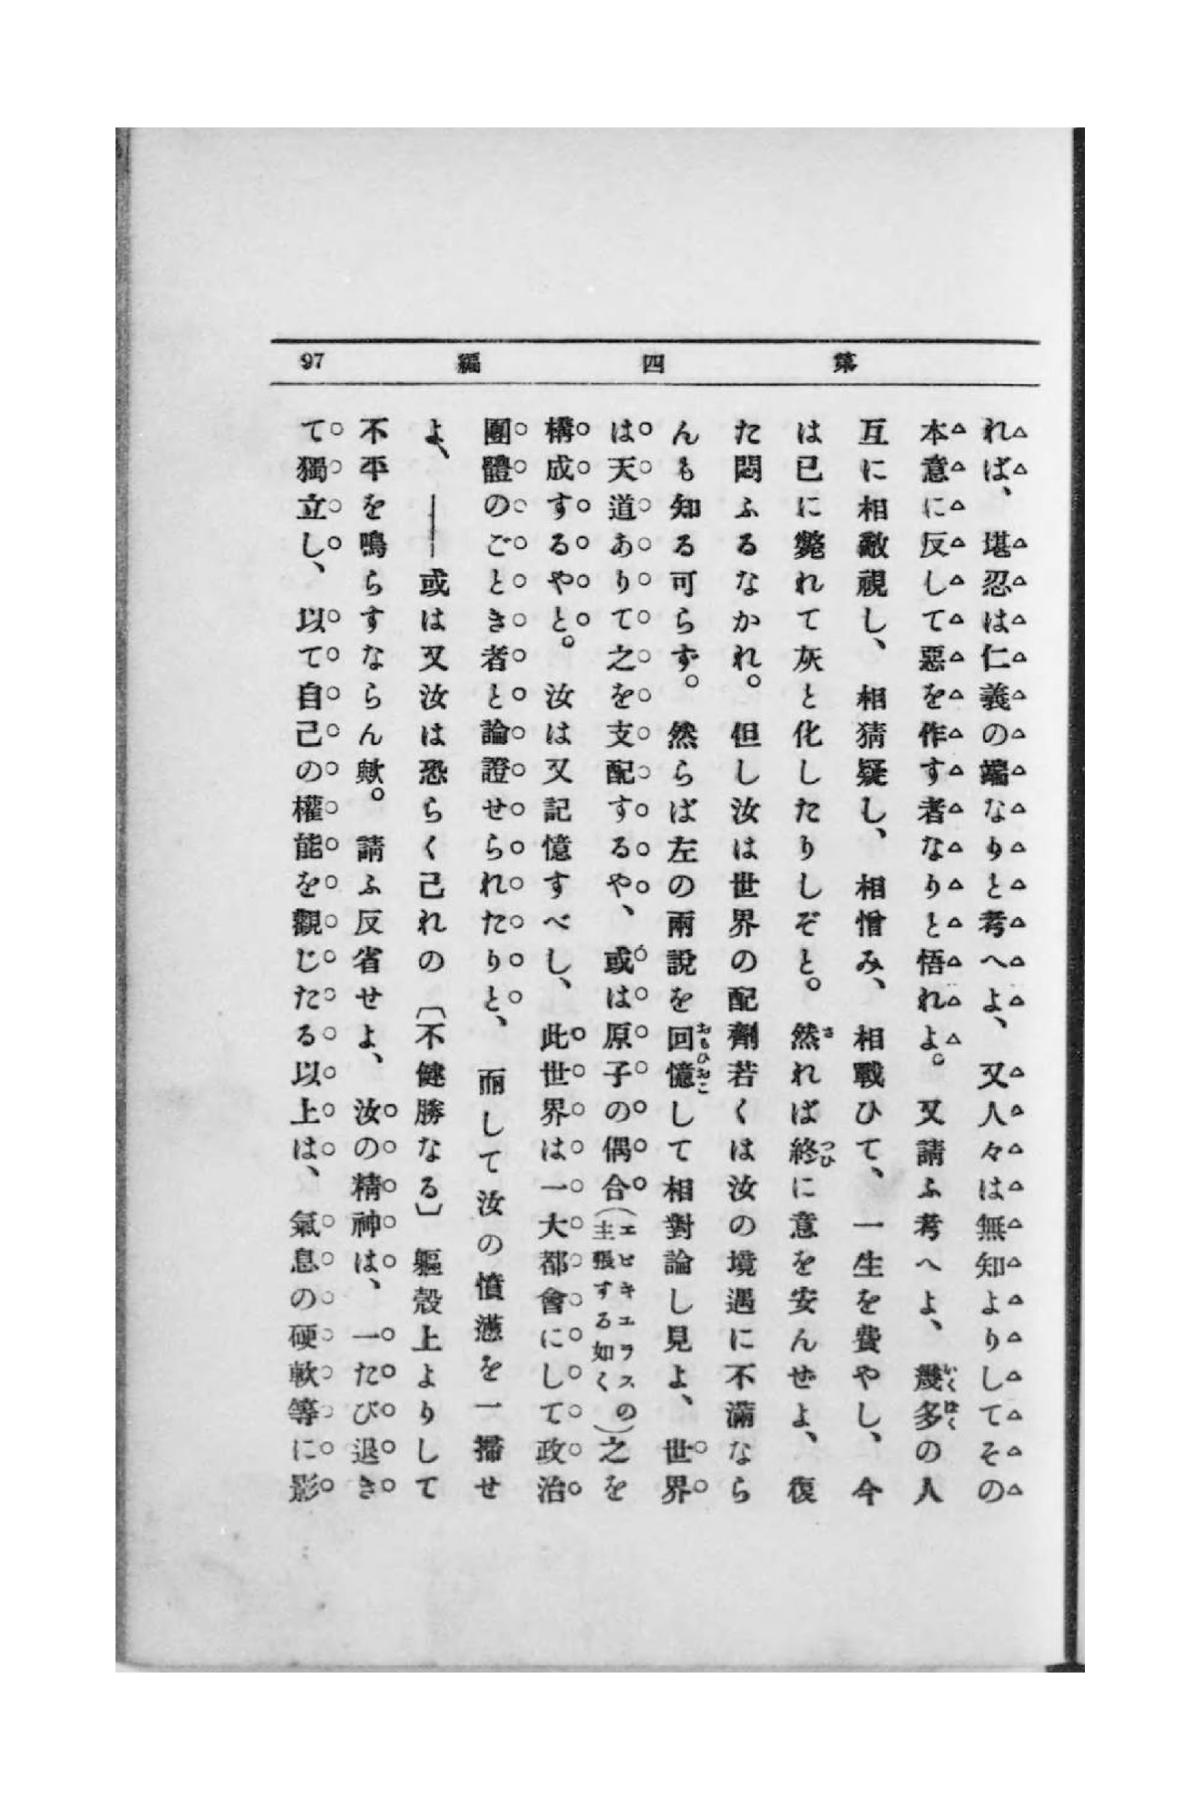 第四編 97
れば、堪忍は仁義の端なりと考へよ、又人々は無知よりしてその
本意に反して惡を作す者なりと悟れよ。又請ふ考へよ、幾多の人
いくばく
互に相敵視し、相猜疑し、相憎み、相戰ひて、一生を費やし、今
は已に斃れて灰と化したりしぞと。然れば終に意を安んぜよ、復
さ つひ
た悶ふるなかれ。但し汝は世界の配劑若くは汝の境遇に不滿なら
んも知る可らず。然らば左の兩說を回憶して相對論し見よ、世界
おもひおこ
は天道ありて之を支配するや、或は原子の偶合(エピキユラスの主張する如く)之を
構成するやと。汝は又記憶すべし、此世界は一大都會にして政治
團體のごとき者と論證せられたりと、而して汝の憤懣を一掃せ
よ、――或は又汝は恐らく己れの〔不健勝なる〕軀殼上よりして
不平を鳴らすならん歟。請ふ反省せよ、汝の精神は、一たび退き
て獨立し、以て自己の權能を觀じたる以上は、氣息の硬軟等に影